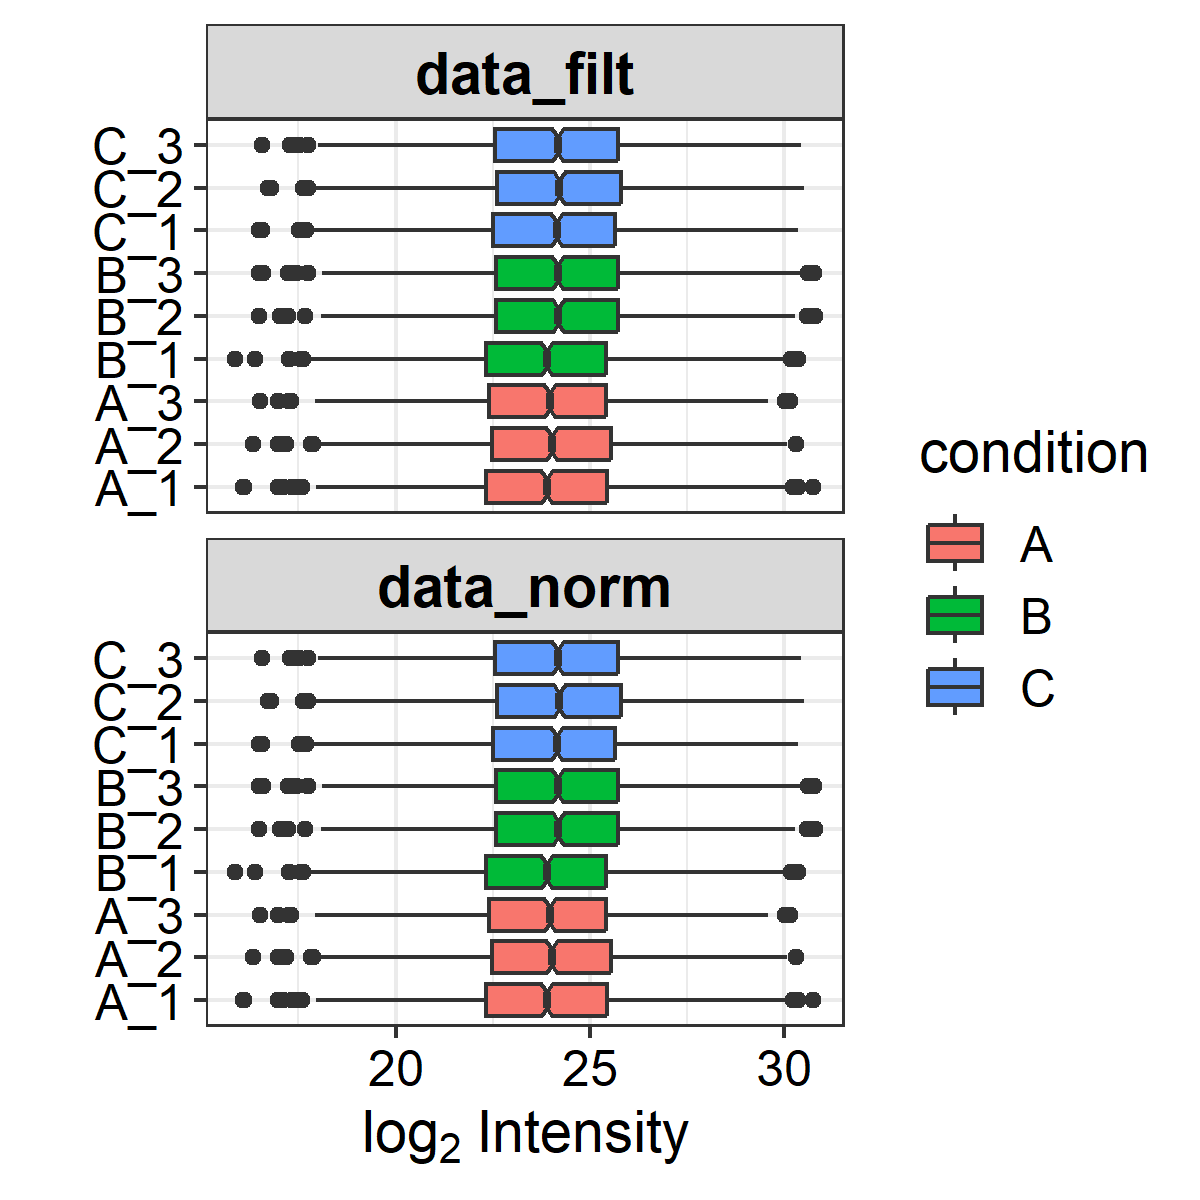 data_filt
C_3
C_2
C_1
B_3
B_2
B_1
A_3
A_2
A_1
data_norm
C_3
C_2
C_1
B_3
B_2
B_1
A_3
A_2
A_1
20 25 30
log₂ Intensity
condition
A
B
C